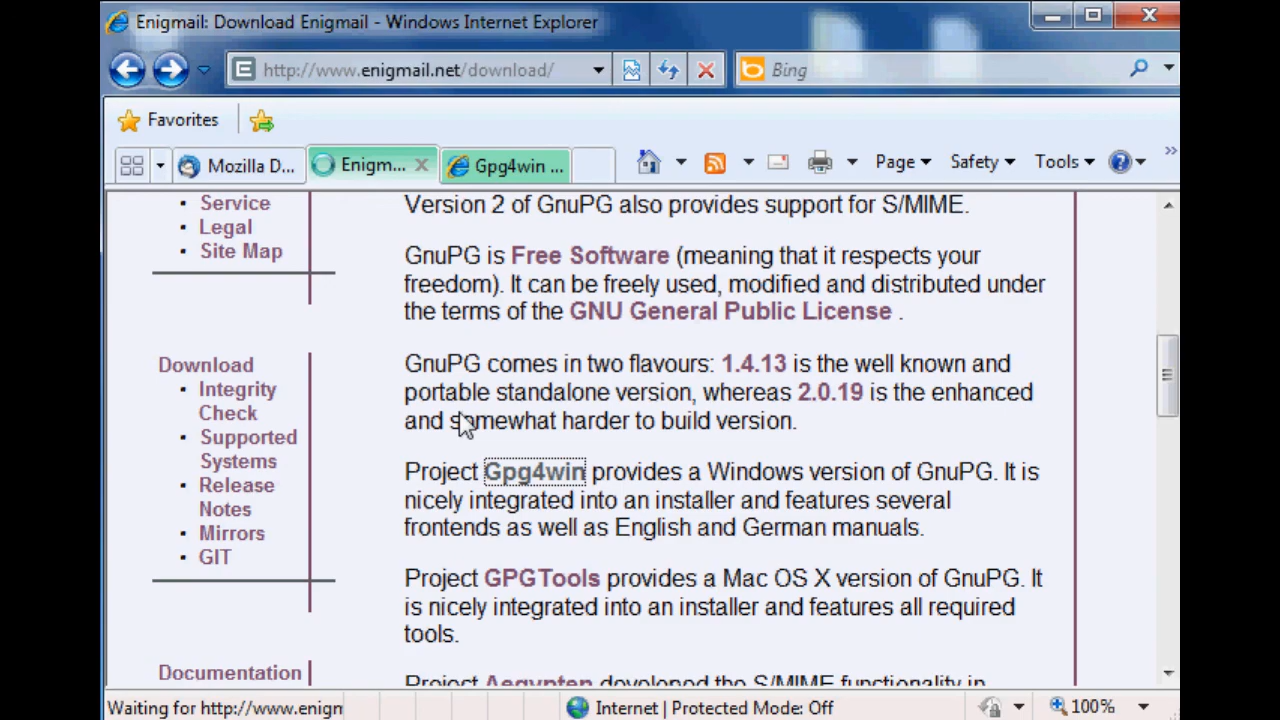 Enigmail: Download Enigmail - Windows Internet Explorer
http://www.enigmail.net/download/
Bing
Favorites
Mozilla D...
Enigm...
Gpg4win ...
Page
Safety
Tools
Service
Legal
Site Map
Version 2 of GnuPG also provides support for S/MIME.
GnuPG is Free Software (meaning that it respects your
freedom). It can be freely used, modified and distributed under
the terms of the GNU General Public License .
Download
Integrity
Check
Supported
Systems
Release
Notes
Mirrors
GIT
GnuPG comes in two flavours: 1.4.13 is the well known and
portable standalone version, whereas 2.0.19 is the enhanced
and somewhat harder to build version.
Project Gpg4win provides a Windows version of GnuPG. It is
nicely integrated into an installer and features several
frontends as well as English and German manuals.
Project GPGTools provides a Mac OS X version of GnuPG. It
is nicely integrated into an installer and features all required
tools.
Documentation
Project Aegypten developed the S/MIME functionality in
Waiting for http://www.enigm
Internet | Protected Mode: Off
100%